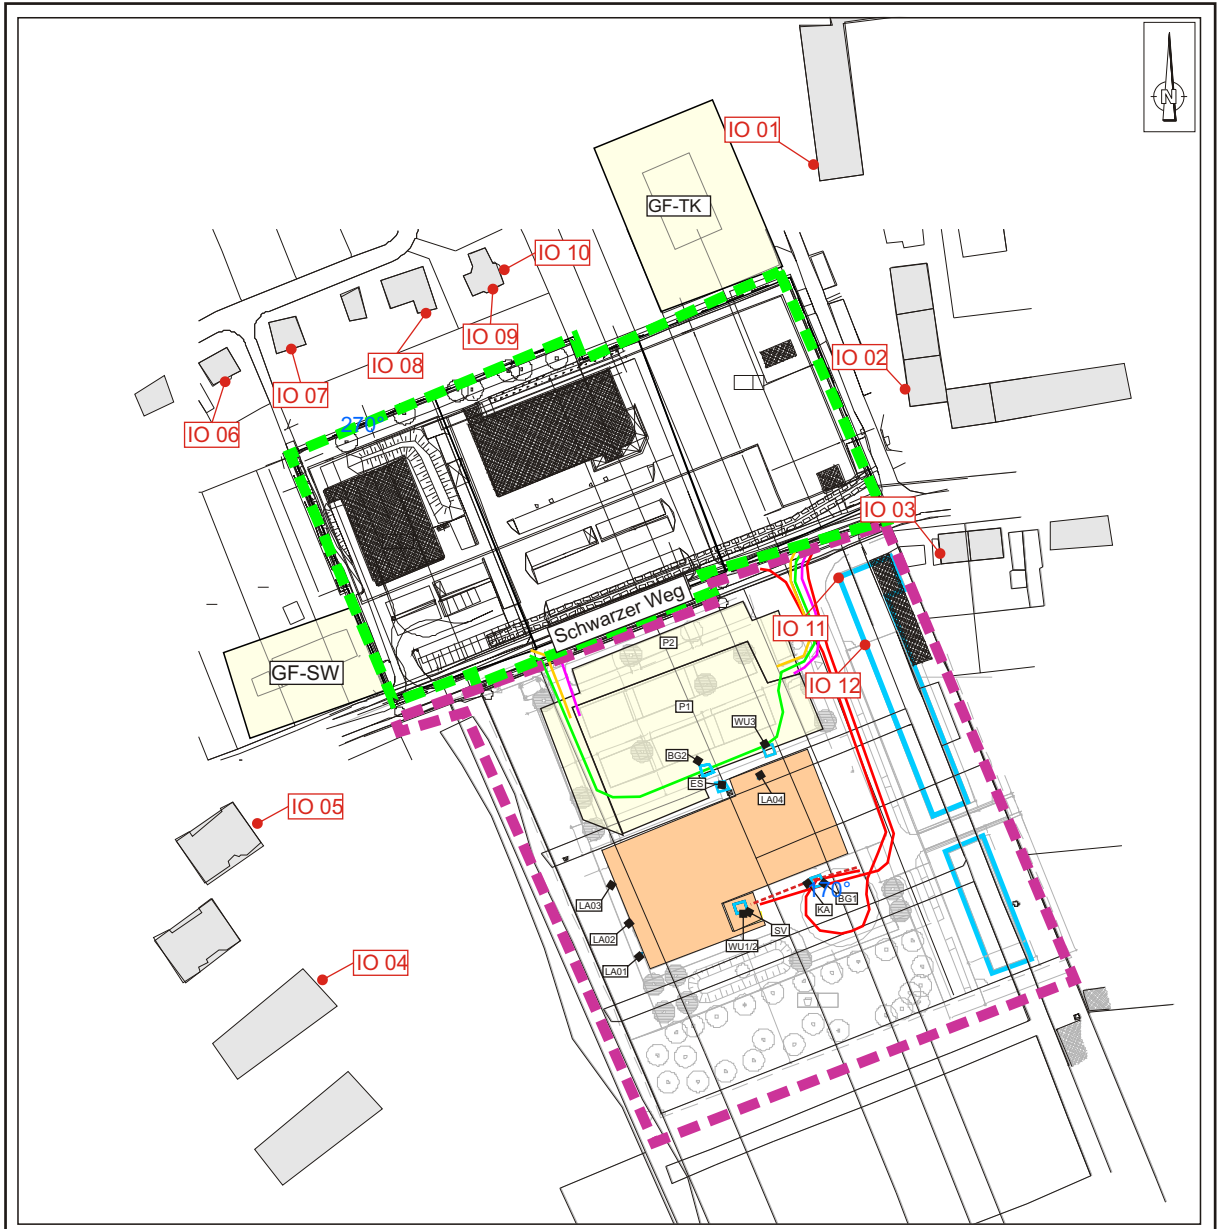 N
IO 01
GF-TK
IO 10
IO 09
IO 08
IO 07
IO 06
IO 02
270°
IO 03
Schwarzer Weg
IO 11
P2
GF-SW
IO 12
P1
WU3
BG2
ES
LA04
IO 05
170°
LA03
KA
BG1
LA02
SV
WU1/2
LA01
IO 04